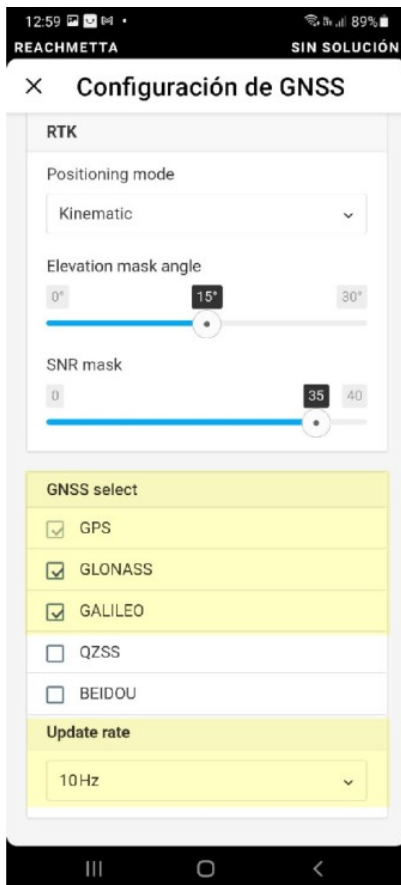 12:59
89%
REACHMETTA SIN SOLUCIÓN
Configuración de GNSS
RTK
Positioning mode
Kinematic
Elevation mask angle
0° 15° 30°
SNR mask
0 35 40
GNSS select
GPS
GLONASS
GALILEO
QZSS
BEIDOU
Update rate
10Hz